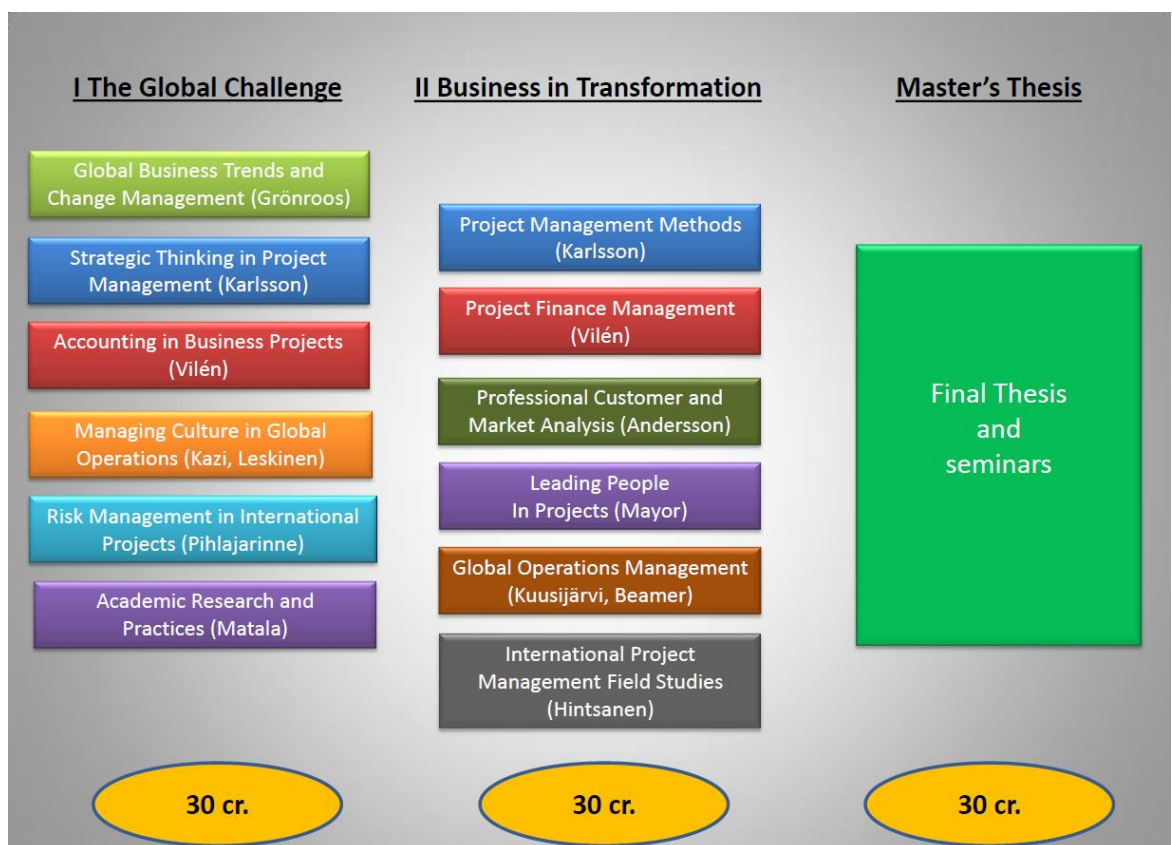 I The Global Challenge
Global Business Trends and
Change Management (Grönroos)
Strategic Thinking in Project
Management (Karlsson)
Accounting in Business Projects
(Vilén)
Managing Culture in Global
Operations (Kazi, Leskinen)
Risk Management in International
Projects (Pihlajarinne)
Academic Research and
Practices (Matala)
30 cr.
II Business in Transformation
Project Management Methods
(Karlsson)
Project Finance Management
(Vilén)
Professional Customer and
Market Analysis (Andersson)
Leading People
In Projects (Mayor)
Global Operations Management
(Kuusijärvi, Beamer)
International Project
Management Field Studies
(Hintsanen)
30 cr.
Master's Thesis
Final Thesis
and
seminars
30 cr.